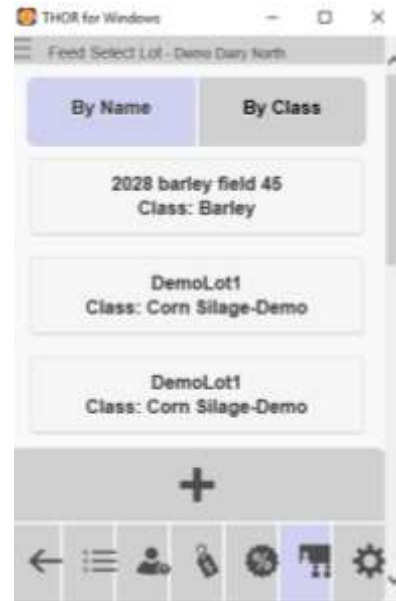 THOR for Windows
Feed Select Lot - Demo Dairy North
By Name
By Class
2028 barley field 45
Class: Barley
DemoLot1
Class: Corn Silage-Demo
DemoLot1
Class: Corn Silage-Demo